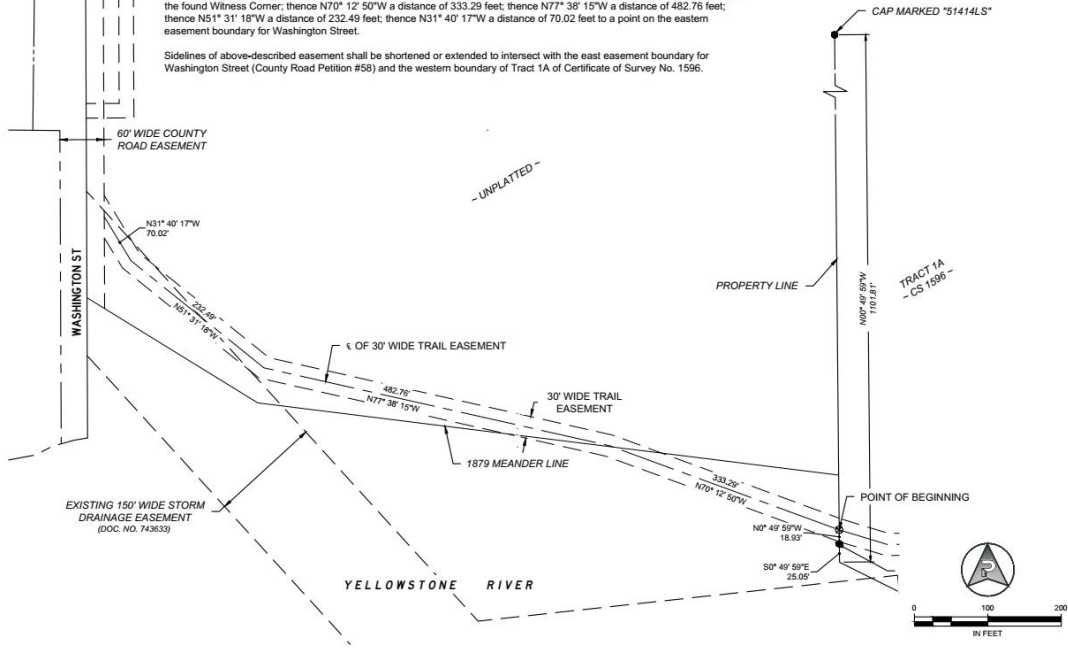 the found Witness Corner; thence N70° 12' 50"W a distance of 333.29 feet; thence N77° 38' 15"W a distance of 482.76 feet;
thence N51° 31' 18"W a distance of 232.49 feet; thence N31° 40' 17"W a distance of 70.02 feet to a point on the eastern
easement boundary for Washington Street.
Sidelines of above-described easement shall be shortened or extended to intersect with the east easement boundary for
Washington Street (County Road Petition #58) and the western boundary of Tract 1A of Certificate of Survey No. 1596.
CAP MARKED "51414LS"
60' WIDE COUNTY
ROAD EASEMENT
~ UNPLATTED ~
N31° 40' 17"W
70.02'
WASHINGTON ST
PROPERTY LINE
N00° 49' 59"W
1101.81'
TRACT 1A
~ CS 1596 ~
232.49'
N51° 31' 18"W
℄ OF 30' WIDE TRAIL EASEMENT
482.76'
N77° 38' 15"W
30' WIDE TRAIL
EASEMENT
1879 MEANDER LINE
333.29'
N70° 12' 50"W
POINT OF BEGINNING
EXISTING 150' WIDE STORM
DRAINAGE EASEMENT
(DOC. NO. 743633)
N0° 49' 59"W
18.93'
S0° 49' 59"E
25.05'
YELLOWSTONE RIVER
P
0 100 200
IN FEET